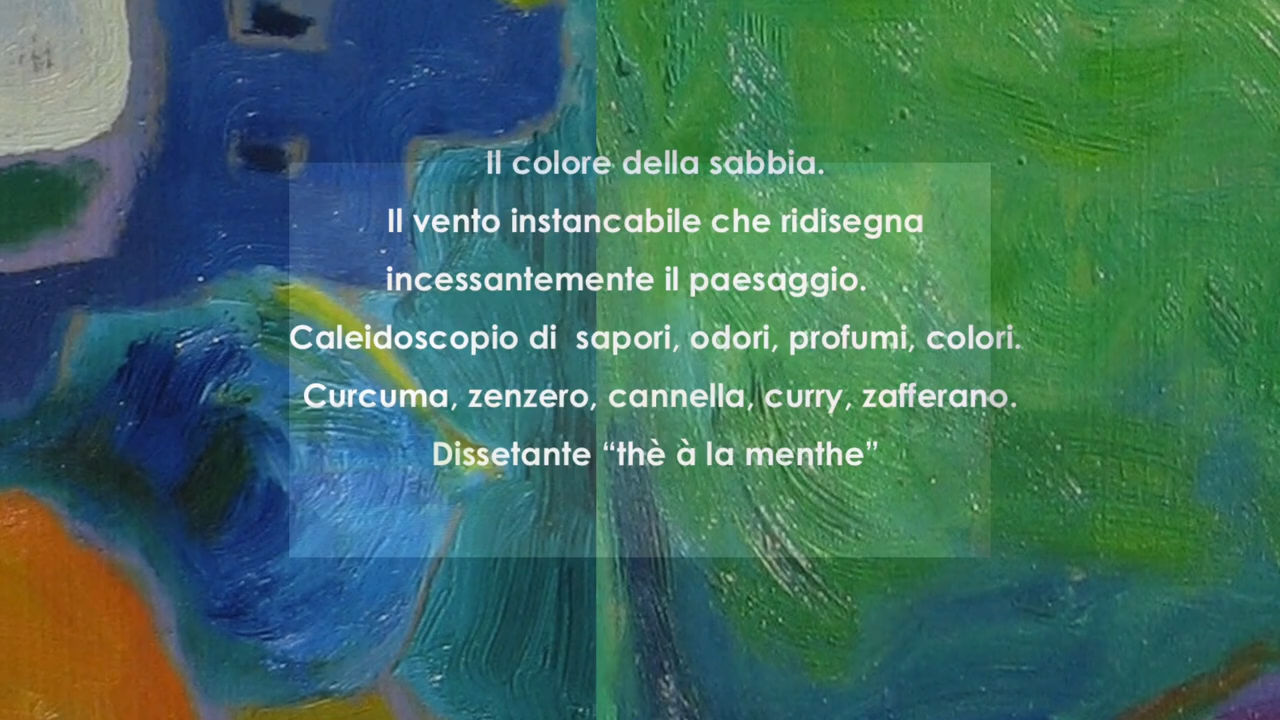 Il colore della sabbia.
Il vento instancabile che ridisegna
incessantemente il paesaggio.
Caleidoscopio di  sapori, odori, profumi, colori.
Curcuma, zenzero, cannella, curry, zafferano.
Dissetante “thè à la menthe”